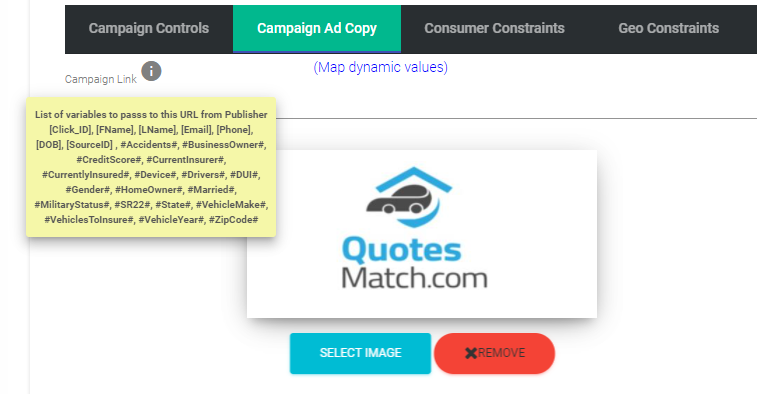 Campaign Controls Campaign Ad Copy Consumer Constraints Geo Constraints
Campaign Link i (Map dynamic values)
List of variables to passs to this URL from Publisher
[Click_ID], [FName], [LName], [Email], [Phone],
[DOB], [SourceID] , #Accidents#, #BusinessOwner#,
#CreditScore#, #CurrentInsurer#,
#CurrentlyInsured#, #Device#, #Drivers#, #DUI#,
#Gender#, #HomeOwner#, #Married#,
#MilitaryStatus#, #SR22#, #State#, #VehicleMake#,
#VehiclesToInsure#, #VehicleYear#, #ZipCode#
Quotes
Match.com
SELECT IMAGE REMOVE